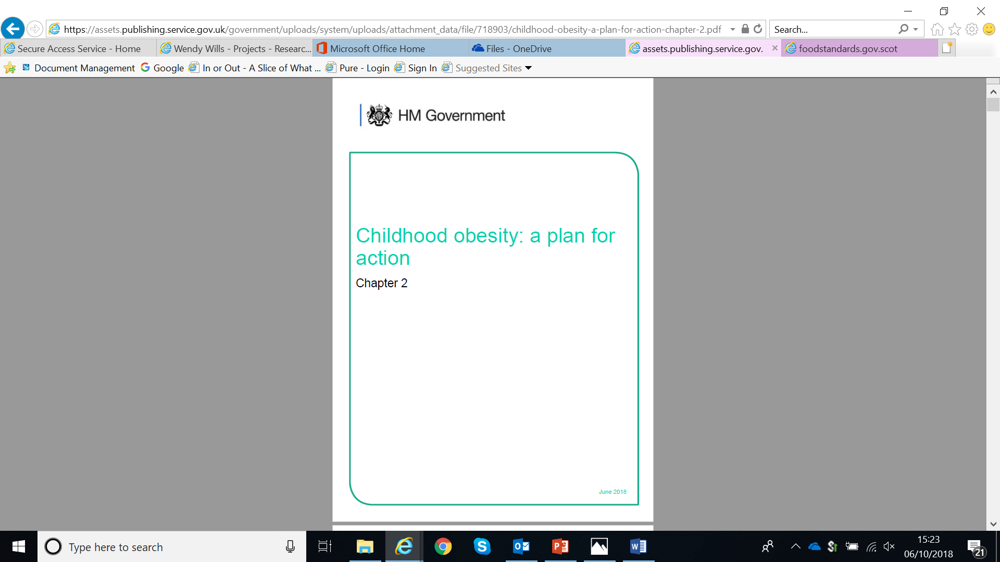 https://assets.publishing.service.gov.uk/government/uploads/system/uploads/attachment_data/file/718903/childhood-obesity-a-plan-for-action-chapter-2.pdf
Search...
Secure Access Service - Home
Wendy Wills - Projects - Researc...
Microsoft Office Home
Files - OneDrive
assets.publishing.service.gov.
foodstandards.gov.scot
Document Management
Google
In or Out - A Slice of What ...
Pure - Login
Sign In
Suggested Sites
HM Government
Childhood obesity: a plan for
action
Chapter 2
June 2018
Type here to search
15:23
06/10/2018
21